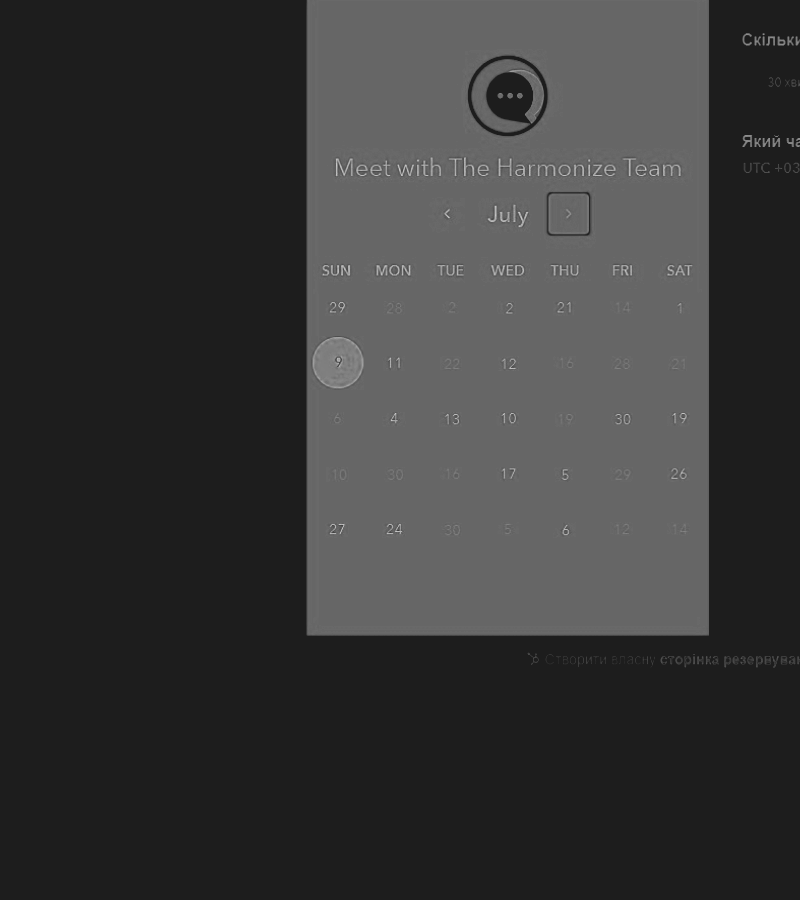 Скільки
30 хв
Meet with The Harmonize Team
Який ча
UTC +03
July
SUN MON TUE WED THU FRI SAT
29 28 2 2 21 14 1
9 11 22 12 16 28 21
6 4 13 10 19 30 19
10 30 16 17 5 29 26
27 24 30 5 6 12 14
Створити власну сторінка резервуван